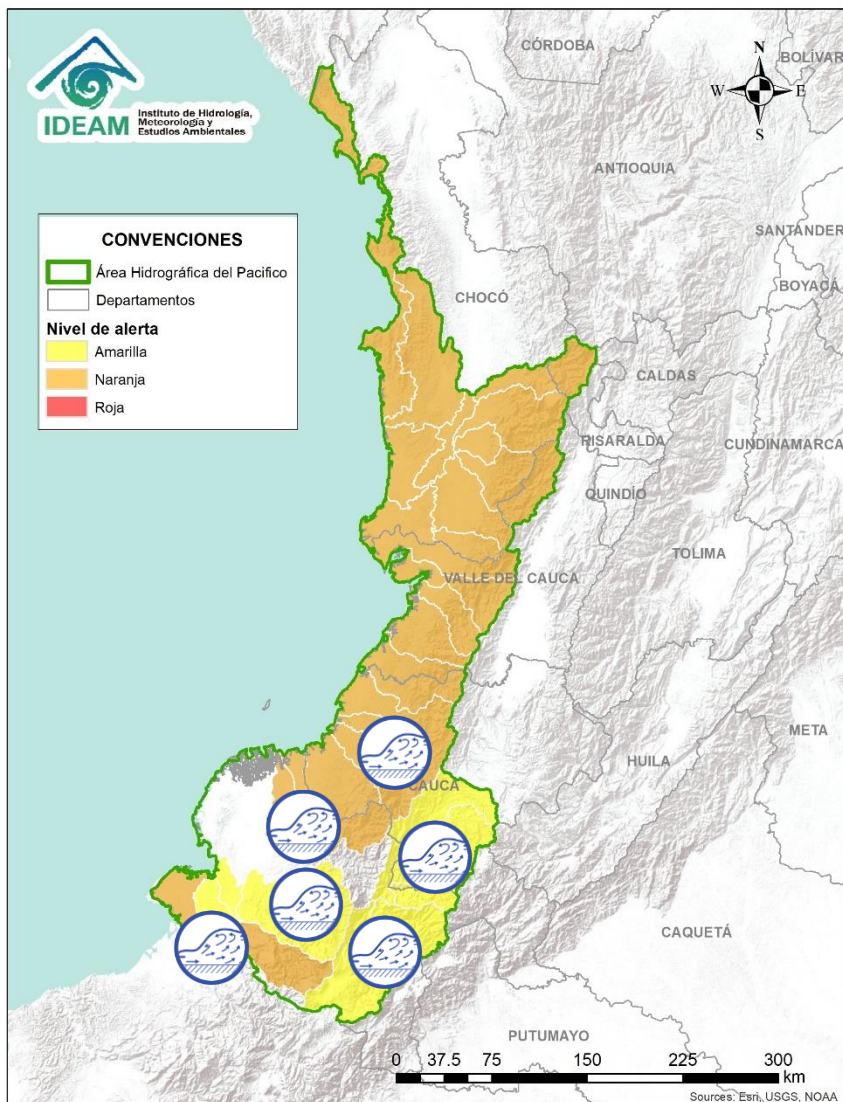 IDEAM
Instituto de Hidrología,
Meteorología y
Estudios Ambientales
CÓRDOBA
BOLÍVAR
N
W
E
S
ANTIOQUIA
SANTANDER
BOYACÁ
CONVENCIONES
Área Hidrográfica del Pacifico
Departamentos
Nivel de alerta
Amarilla
Naranja
Roja
CHOCÓ
CALDAS
RISARALDA
CUNDINAMARCA
QUINDÍO
TOLIMA
VALLE DEL CAUCA
META
HUILA
CAUCA
CAQUETÁ
PUTUMAYO
0 37.5 75 150 225 300
km
Sources: Esri, USGS, NOAA